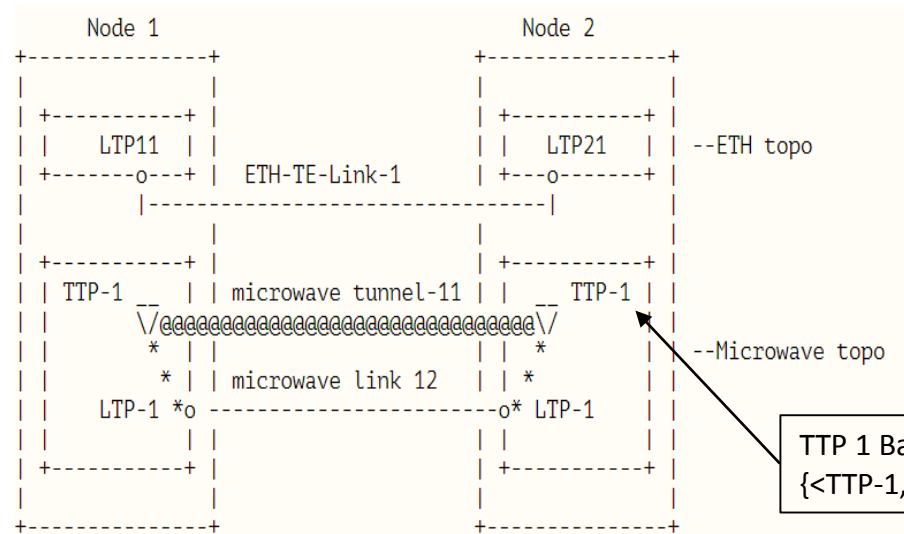 Node 1 Node 2
LTP11 LTP21 --ETH topo
ETH-TE-Link-1
TTP-1 microwave tunnel-11 TTP-1
--Microwave topo
microwave link 12
LTP-1 LTP-1
TTP 1 Ba
{<TTP-1,